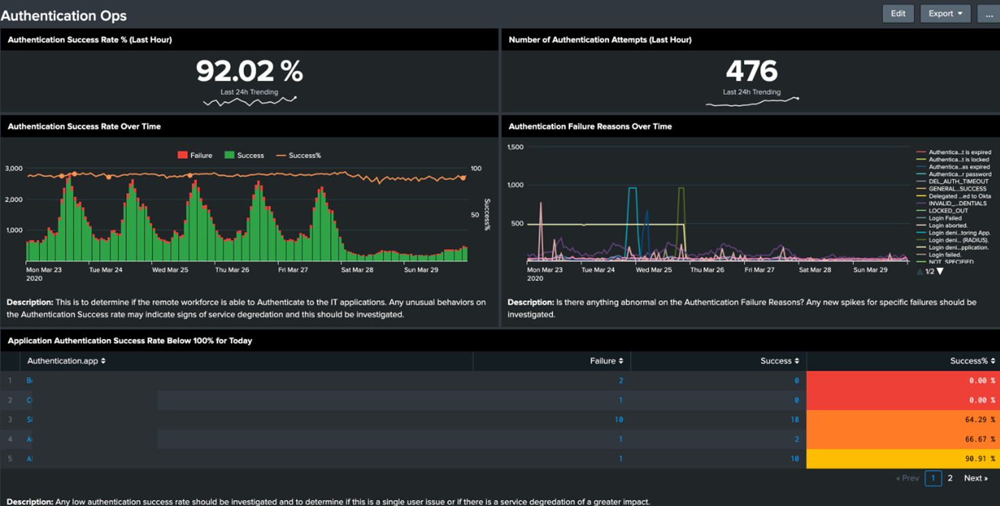 Authentication Ops
Edit
Export
...
Authentication Success Rate % (Last Hour)
92.02 %
Last 24h Trending
Number of Authentication Attempts (Last Hour)
476
Last 24h Trending
Authentication Success Rate Over Time
Failure Success Success%
3,000
2,000
1,000
100
50
Success%
Mon Mar 23 Tue Mar 24 Wed Mar 25 Thu Mar 26 Fri Mar 27 Sat Mar 28 Sun Mar 29
2020
Description: This is to determine if the remote workforce is able to Authenticate to the IT applications. Any unusual behaviors on
the Authentication Success rate may indicate signs of service degredation and this should be investigated.
Authentication Failure Reasons Over Time
1,500
1,000
500
Mon Mar 23 Tue Mar 24 Wed Mar 25 Thu Mar 26 Fri Mar 27 Sat Mar 28 Sun Mar 29
2020
Authentica...t is expired
Authentica...t is locked
Authentica...as expired
Authentica...r password
DEL_AUTH_TIMEOUT
GENERAL...SUCCESS
Delegated ...ed to Okta
INVALID_...DENTIALS
LOCKED_OUT
Login Failed
Login aborted.
Login deni...toring App.
Login deni... (RADIUS).
Login deni...pplication.
Login failed.
NOT_SPECIFIED
1/2
Description: Is there anything abnormal on the Authentication Failure Reasons? Any new spikes for specific failures should be
investigated.
Application Authentication Success Rate Below 100% for Today
Authentication.app Failure Success Success%
1 2 0 0.00 %
2 1 0 0.00 %
3 10 18 64.29 %
4 1 2 66.67 %
5 1 10 90.91 %
« Prev 1 2 Next »
Description: Any low authentication success rate should be investigated and to determine if this is a single user issue or if there is a service degredation of a greater impact.